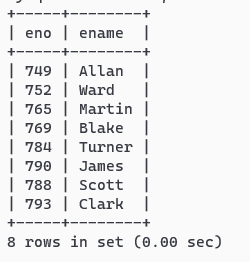 +-----+--------+
| eno | ename  |
+-----+--------+
| 749 | Allan  |
| 752 | Ward   |
| 765 | Martin |
| 769 | Blake  |
| 784 | Turner |
| 790 | James  |
| 788 | Scott  |
| 793 | Clark  |
+-----+--------+
8 rows in set (0.00 sec)